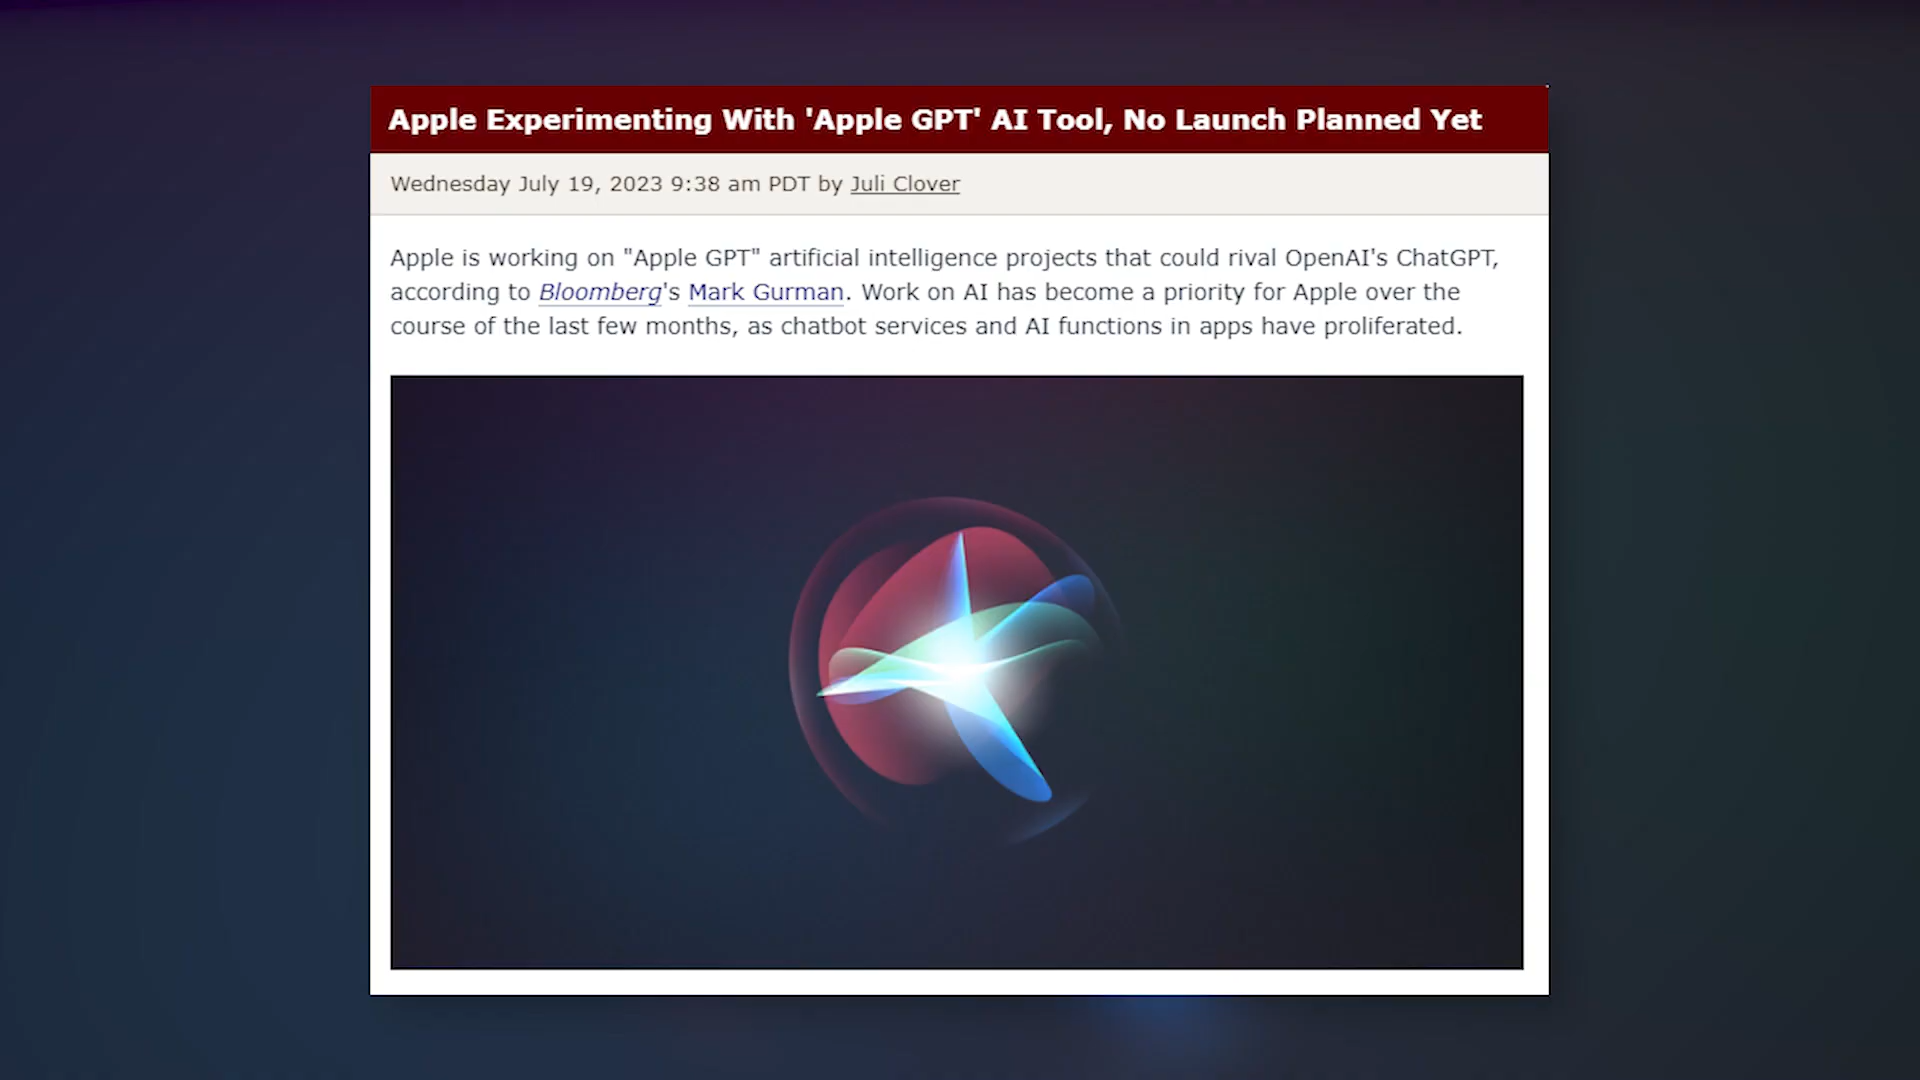 Apple Experimenting With 'Apple GPT' AI Tool, No Launch Planned Yet
Wednesday July 19, 2023 9:38 am PDT by Juli Clover
Apple is working on "Apple GPT" artificial intelligence projects that could rival OpenAI's ChatGPT,
according to Bloomberg's Mark Gurman. Work on AI has become a priority for Apple over the
course of the last few months, as chatbot services and AI functions in apps have proliferated.